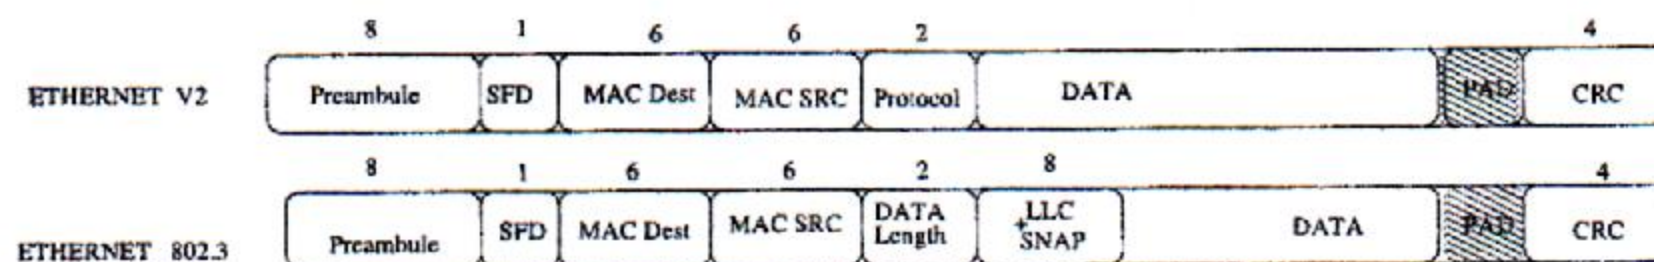 8 1 6 6 2 4
ETHERNET V2 Preambule SFD MAC Dest MAC SRC Protocol DATA PAD CRC
8 1 6 6 2 8 4
ETHERNET 802.3 Preambule SFD MAC Dest MAC SRC DATA Length LLC + SNAP DATA PAD CRC